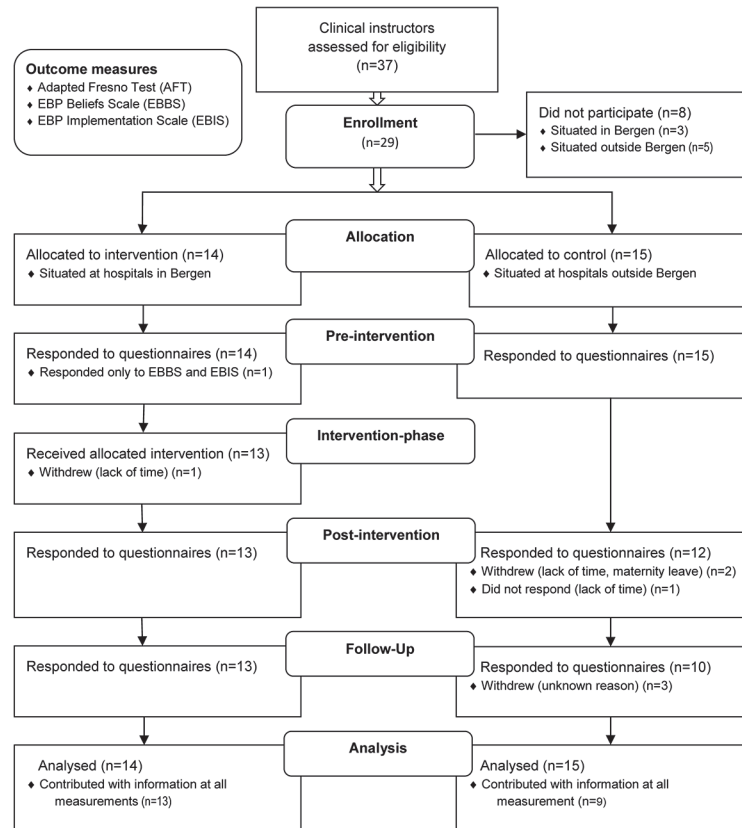 Clinical instructors
assessed for eligibility
(n=37)
Outcome measures
♦ Adapted Fresno Test (AFT)
♦ EBP Beliefs Scale (EBBS)
♦ EBP Implementation Scale (EBIS)
Enrollment
(n=29)
Did not participate (n=8)
♦ Situated in Bergen (n=3)
♦ Situated outside Bergen (n=5)
Allocation
Allocated to intervention (n=14)
♦ Situated at hospitals in Bergen
Allocated to control (n=15)
♦ Situated at hospitals outside Bergen
Pre-intervention
Responded to questionnaires (n=14)
♦ Responded only to EBBS and EBIS (n=1)
Responded to questionnaires (n=15)
Intervention-phase
Received allocated intervention (n=13)
♦ Withdrew (lack of time) (n=1)
Post-intervention
Responded to questionnaires (n=13)
Responded to questionnaires (n=12)
♦ Withdrew (lack of time, maternity leave) (n=2)
♦ Did not respond (lack of time) (n=1)
Follow-Up
Responded to questionnaires (n=13)
Responded to questionnaires (n=10)
♦ Withdrew (unknown reason) (n=3)
Analysis
Analysed (n=14)
♦ Contributed with information at all
measurements (n=13)
Analysed (n=15)
♦ Contributed with information at all
measurement (n=9)